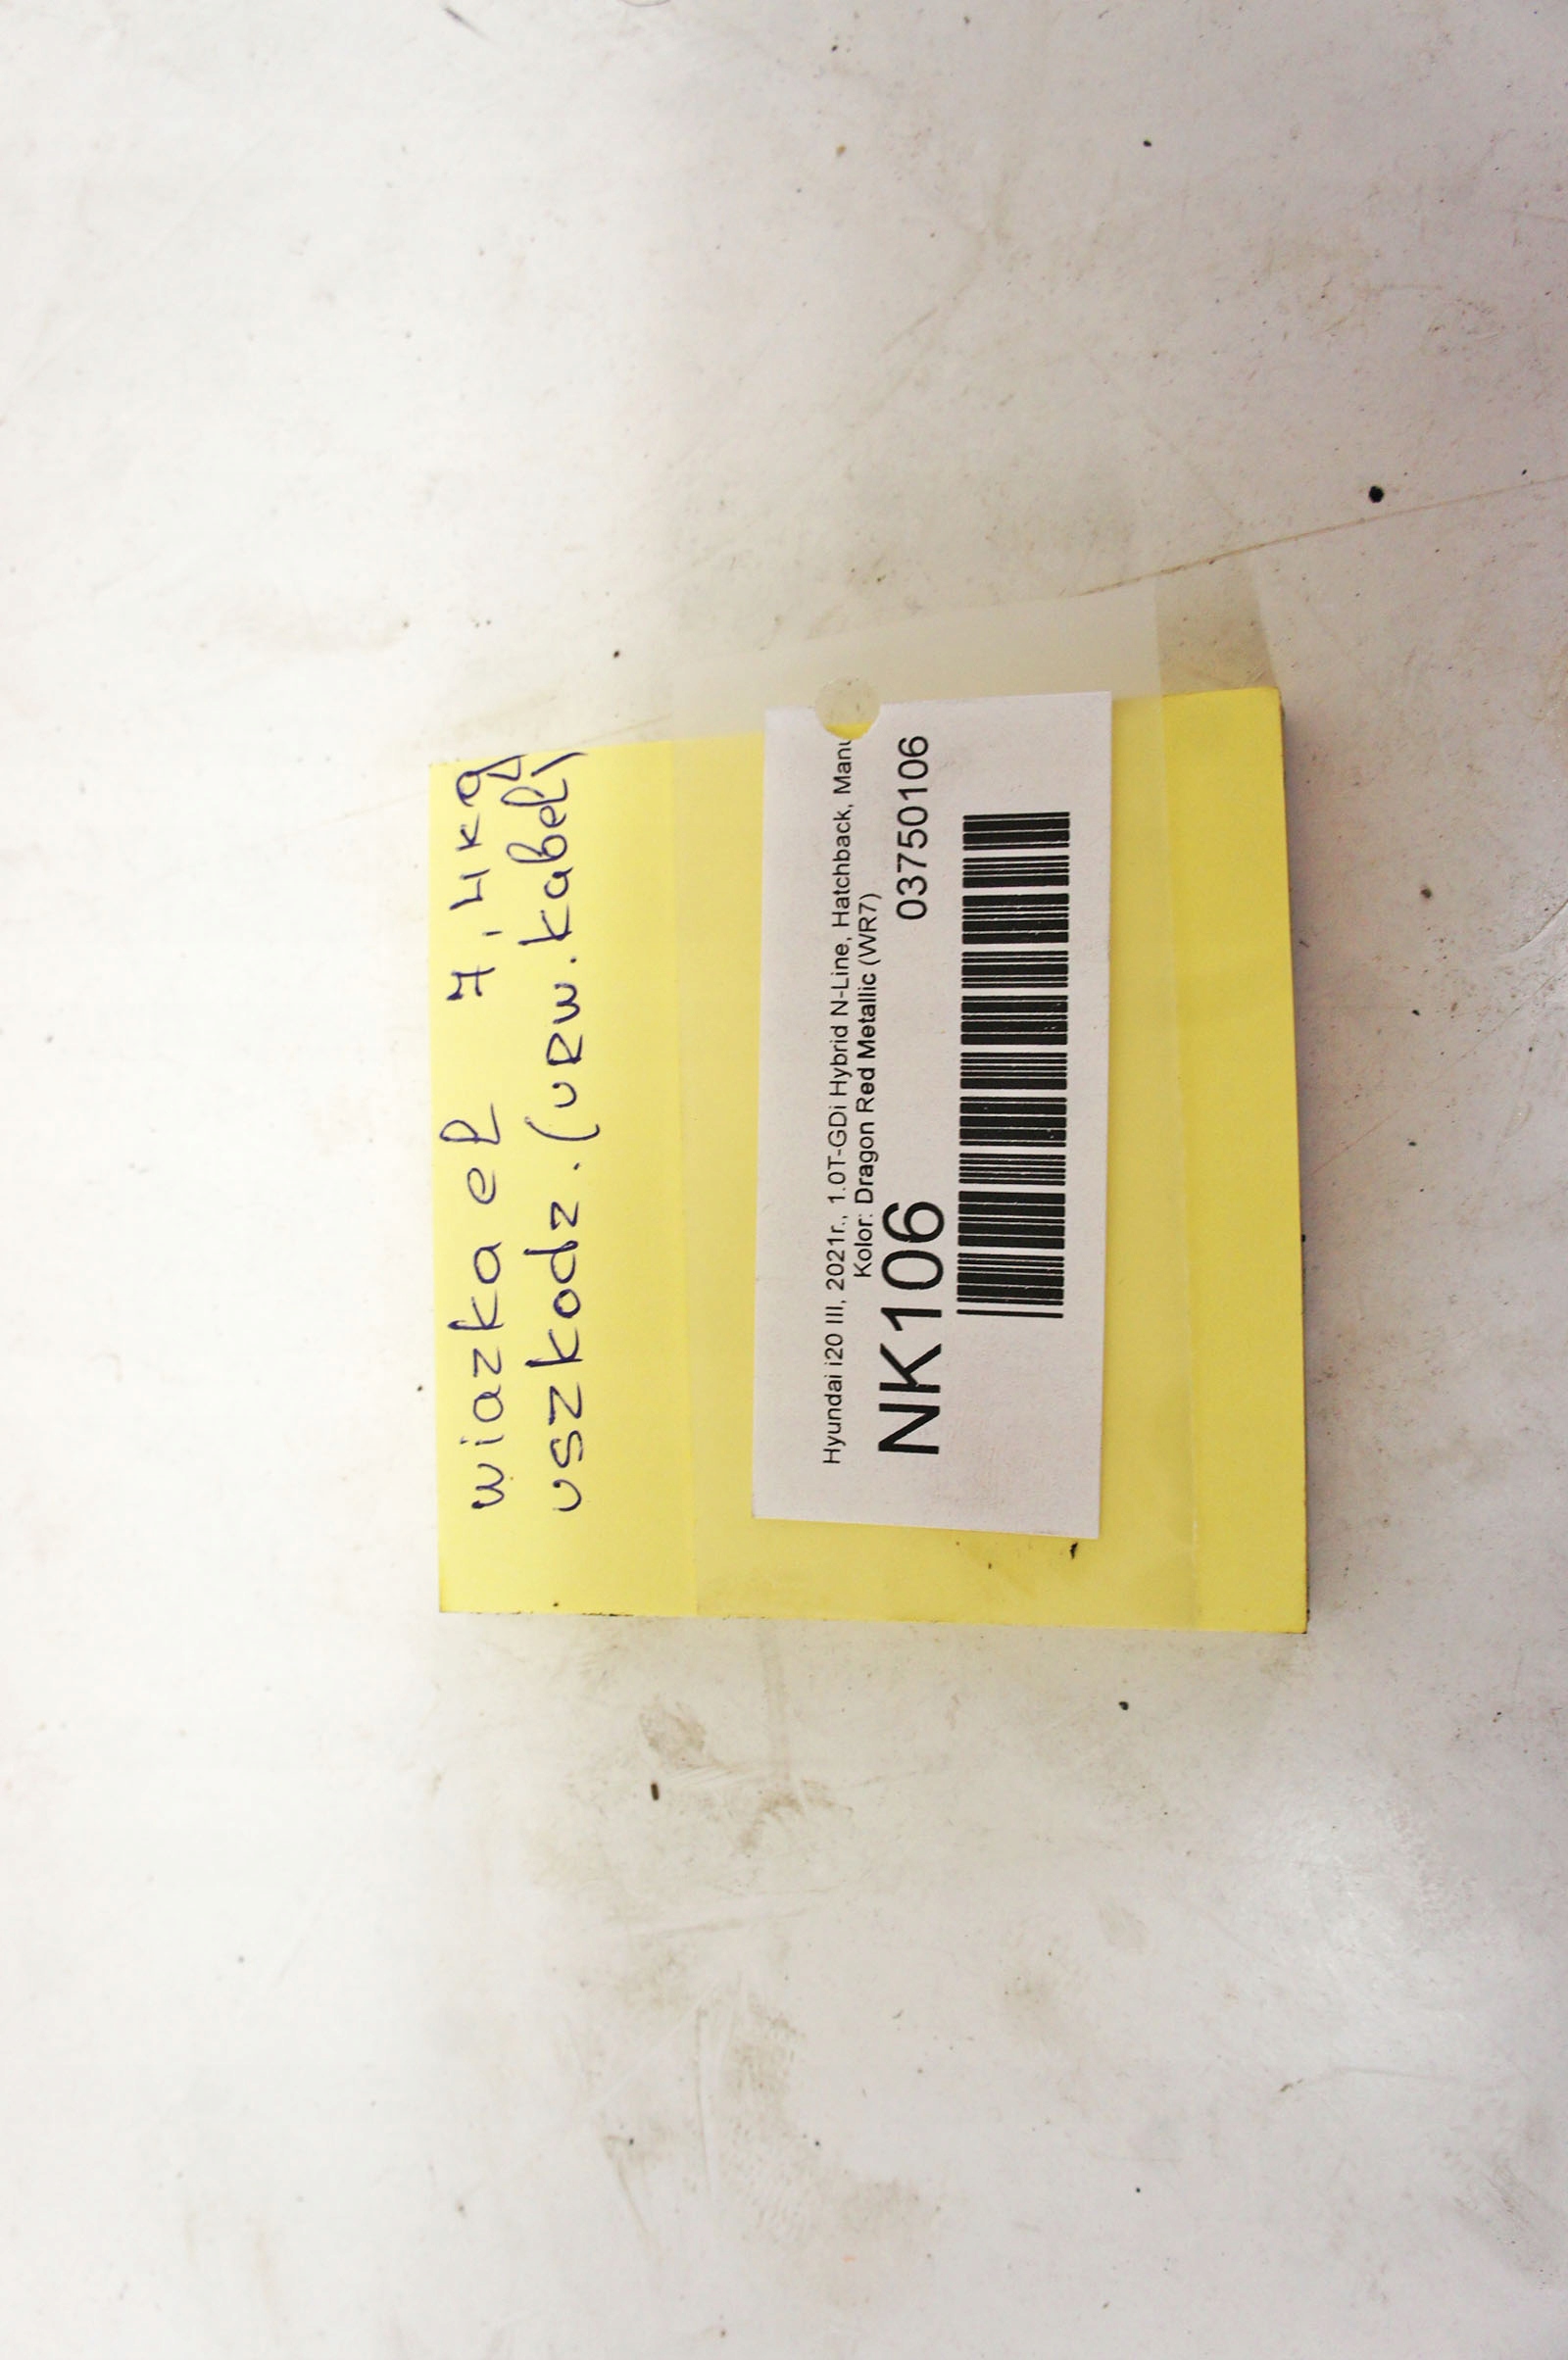 wiazka el 7,4kg
uszkodz. (urw. kabel)
Hyundai i20 III, 2021r., 1.0T-GDi Hybrid N-Line, Hatchback, Manu
Kolor: Dragon Red Metallic (WR7)
NK106 03750106